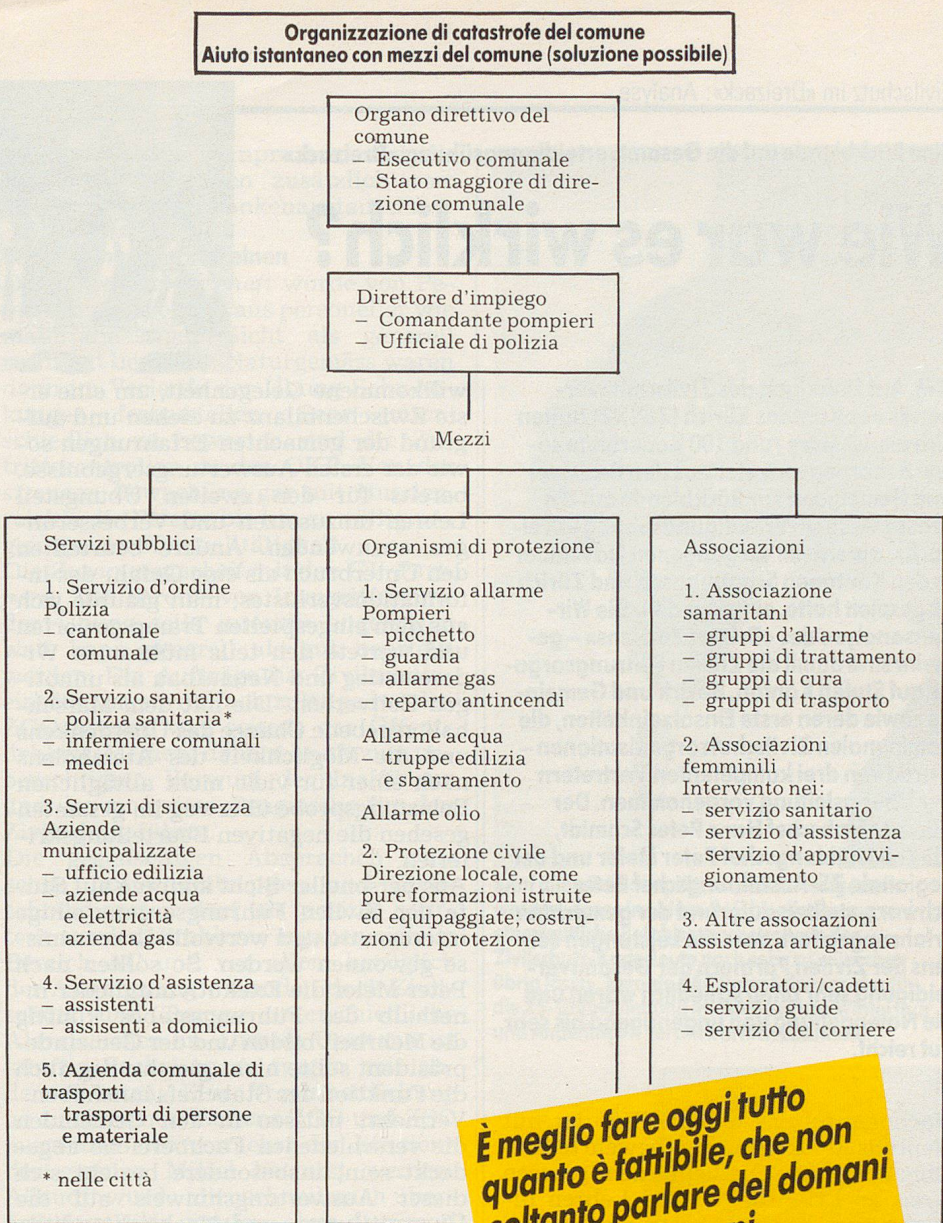 Organizzazione di catastrofe del comune
Aiuto istantaneo con mezzi del comune (soluzione possibile)
Organo direttivo del
comune
– Esecutivo comunale
– Stato maggiore di dire-
zione comunale
Direttore d'impiego
– Comandante pompieri
– Ufficiale di polizia
Mezzi
Servizi pubblici
1. Servizio d'ordine
Polizia
– cantonale
– comunale
2. Servizio sanitario
– polizia sanitaria*
– infermiere comunali
– medici
3. Servizi di sicurezza
Aziende
municipalizzate
– ufficio edilizia
– aziende acqua
e elettricità
– azienda gas
4. Servizio d'asistenza
– assistenti
– assisenti a domicilio
5. Azienda comunale di
trasporti
– trasporti di persone
e materiale
* nelle città
Organismi di protezione
1. Servizio allarme
Pompieri
– picchetto
– guardia
– allarme gas
– reparto antincendi
Allarme acqua
– truppe edilizia
e sbarramento
Allarme olio
2. Protezione civile
Direzione locale, come
pure formazioni istruite
ed equipaggiate: costru-
zioni di protezione
Associazioni
1. Associazione
samaritani
– gruppi d'allarme
– gruppi di trattamento
– gruppi di cura
– gruppi di trasporto
2. Associazioni
femminili
Intervento nei:
– servizio sanitario
– servizio d'assistenza
– servizio d'approvvi-
gionamento
3. Altre associazioni
Assistenza artigianale
4. Esploratori/cadetti
– servizio guide
– servizio del corriere
È meglio fare oggi tutto
quanto è fattibile, che non
soltanto parlare del domani